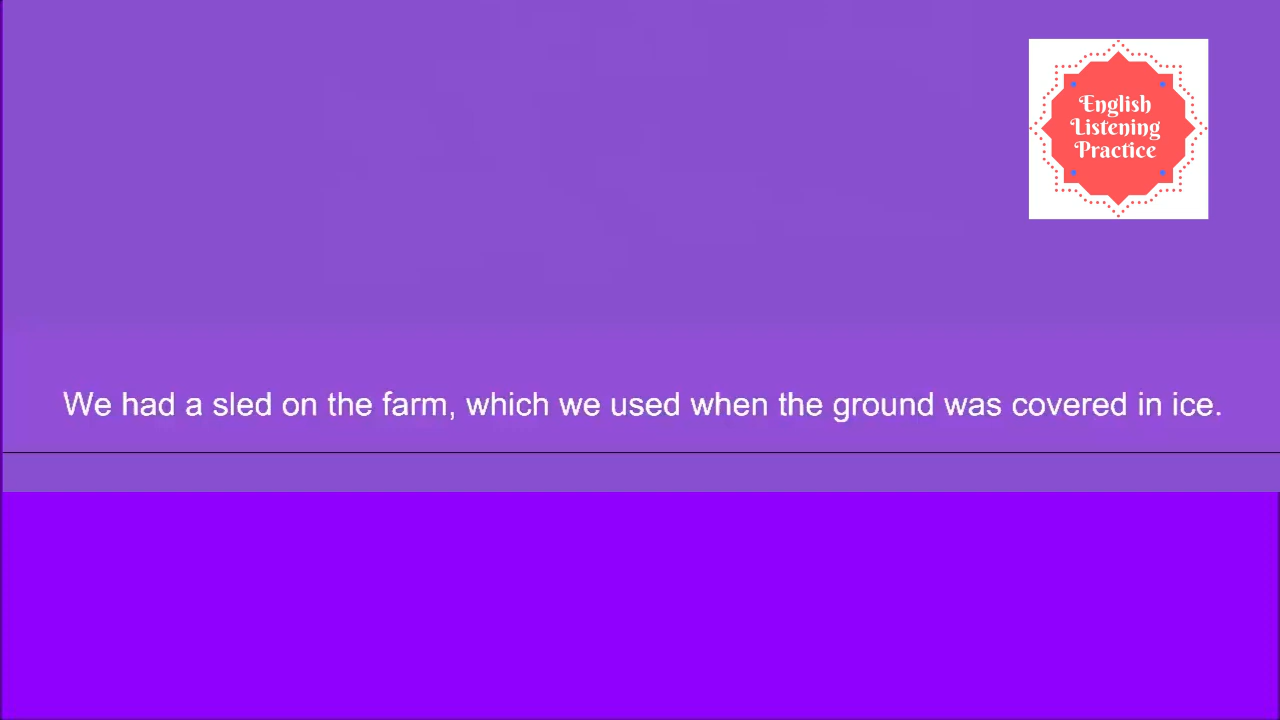 English
Listening
Practice
We had a sled on the farm, which we used when the ground was covered in ice.